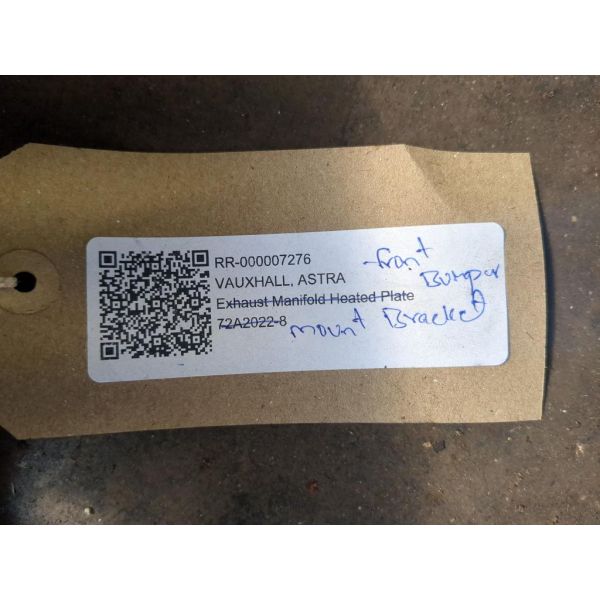 RR-000007276
VAUXHALL, ASTRA
Exhaust Manifold Heated Plate
72A2022-8
front
Bumper
mount Bracket